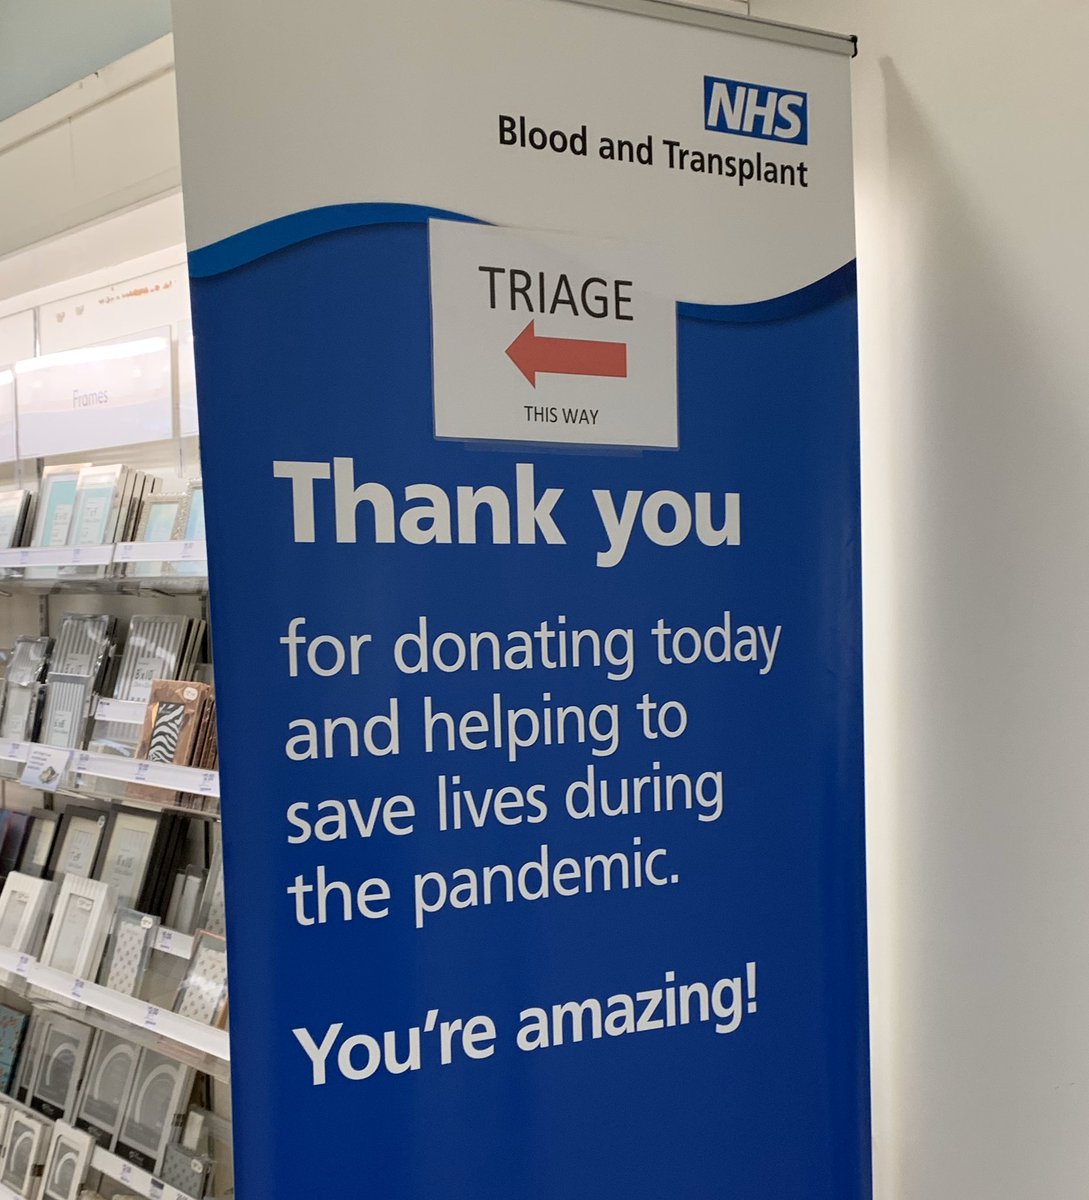 NHS
Blood and Transplant
TRIAGE
THIS WAY
Thank you
for donating today
and helping to
save lives during
the pandemic.
You're amazing!
Frames